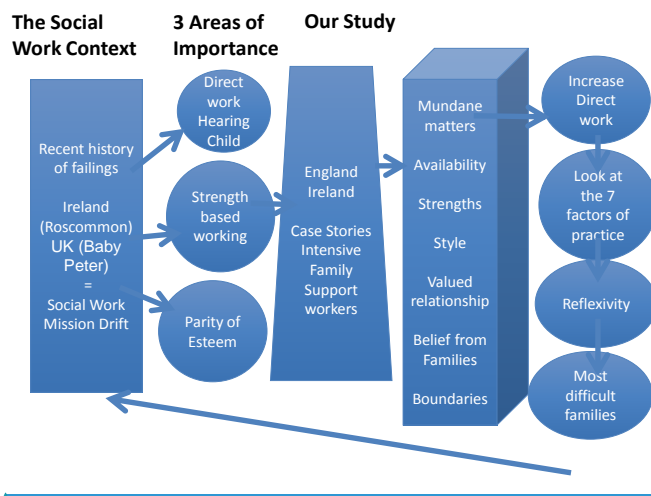 The Social
Work Context
3 Areas of
Importance
Our Study
Recent history
of failings
Ireland
(Roscommon)
UK (Baby
Peter)
=
Social Work
Mission Drift
Direct
work
Hearing
Child
Strength
based
working
Parity of
Esteem
England
Ireland
Case Stories
Intensive
Family
Support
workers
Mundane
matters
Availability
Strengths
Style
Valued
relationship
Belief from
Families
Boundaries
Increase
Direct
work
Look at
the 7
factors of
practice
Reflexivity
Most
difficult
families